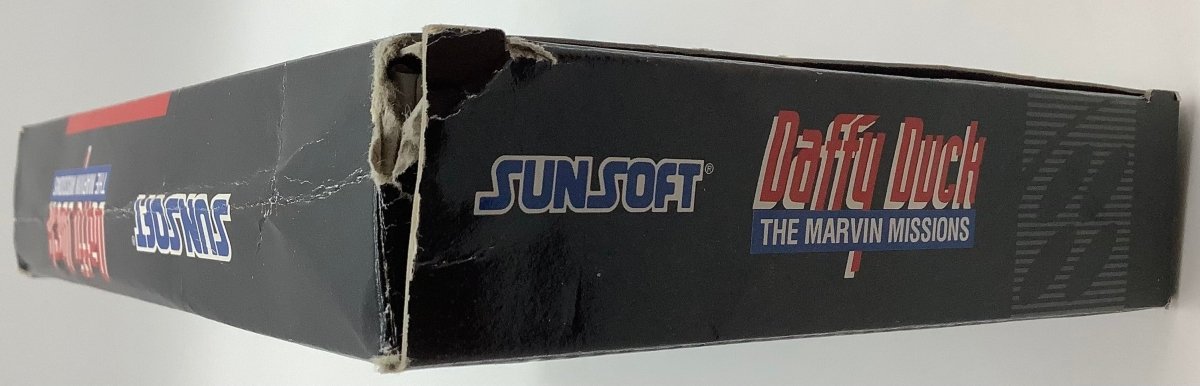 SUNSOFT®
Daffy Duck
THE MARVIN MISSIONS
SUNSOFT
Daffy Duck
THE MARVIN MISSIONS